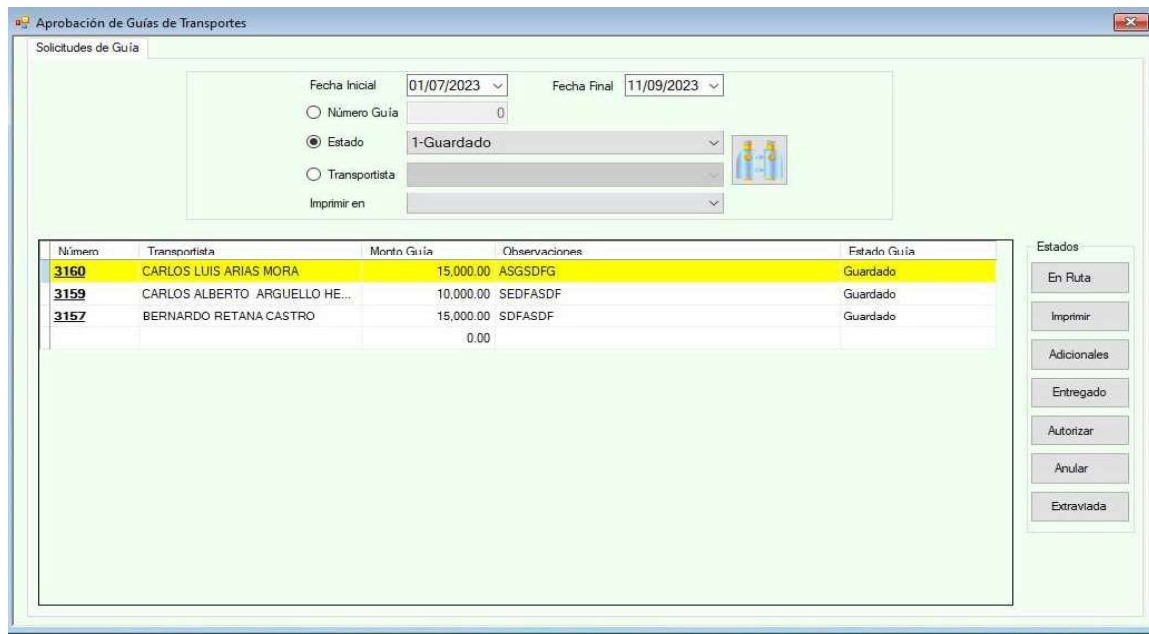 Aprobación de Guías de Transportes
Solicitudes de Guía
Fecha Inicial 01/07/2023 Fecha Final 11/09/2023
Número Guía 0
Estado 1-Guardado
Transportista
Imprimir en
Número Transportista Monto Guía Observaciones Estado Guía
3160 CARLOS LUIS ARIAS MORA 15,000.00 ASGSDFG Guardado
3159 CARLOS ALBERTO ARGUELLO HE... 10,000.00 SEDFASDF Guardado
3157 BERNARDO RETANA CASTRO 15,000.00 SDFASDF Guardado
0.00
Estados
En Ruta
Imprimir
Adicionales
Entregado
Autorizar
Anular
Extraviada